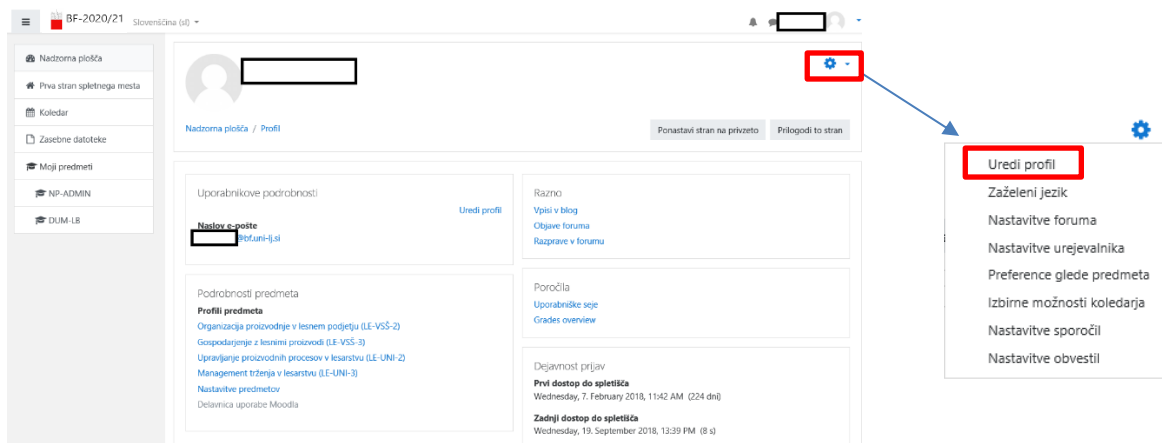 BF-2020/21 Slovenščina (sl)
Nadzorna plošča
Prva stran spletnega mesta
Koledar
Zasebne datoteke
Moji predmeti
NP-ADMIN
DUM-LB
Nadzorna plošča / Profil
Ponastavi stran na privzeto
Prilogodi to stran
Uporabnikove podrobnosti
Uredi profil
Naslov e-pošte
@bf.uni-lj.si
Podrobnosti predmeta
Profili predmeta
Organizacija proizvodnje v lesnem podjetju (LE-VSŠ-2)
Gospodarjenje z lesnimi proizvodi (LE-VSŠ-3)
Upravljanje proizvodnih procesov v lesarstvu (LE-UNI-2)
Management trženja v lesarstvu (LE-UNI-3)
Nastavitve predmetov
Delavnica uporabe Moodla
Razno
Vpisi v blog
Objave foruma
Razprave v forumu
Poročila
Uporabniške seje
Grades overview
Dejavnost prijav
Prvi dostop do spletišča
Wednesday, 7. February 2018, 11:42 AM (224 dni)
Zadnji dostop do spletišča
Wednesday, 19. September 2018, 13:39 PM (8 s)
Uredi profil
Zaželeni jezik
Nastavitve foruma
Nastavitve urejevalnika
Preference glede predmeta
Izbirne možnosti koledarja
Nastavitve sporočil
Nastavitve obvestil